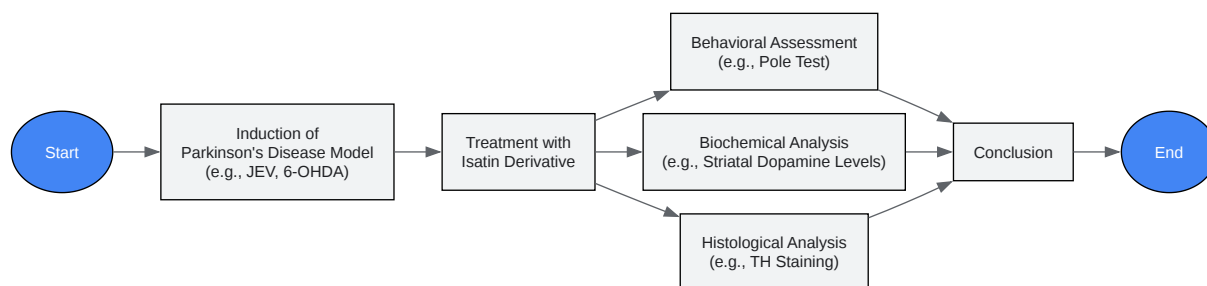 Start
Induction of
Parkinson's Disease Model
(e.g., JEV, 6-OHDA)
Treatment with
Isatin Derivative
Behavioral Assessment
(e.g., Pole Test)
Biochemical Analysis
(e.g., Striatal Dopamine Levels)
Histological Analysis
(e.g., TH Staining)
Conclusion
End